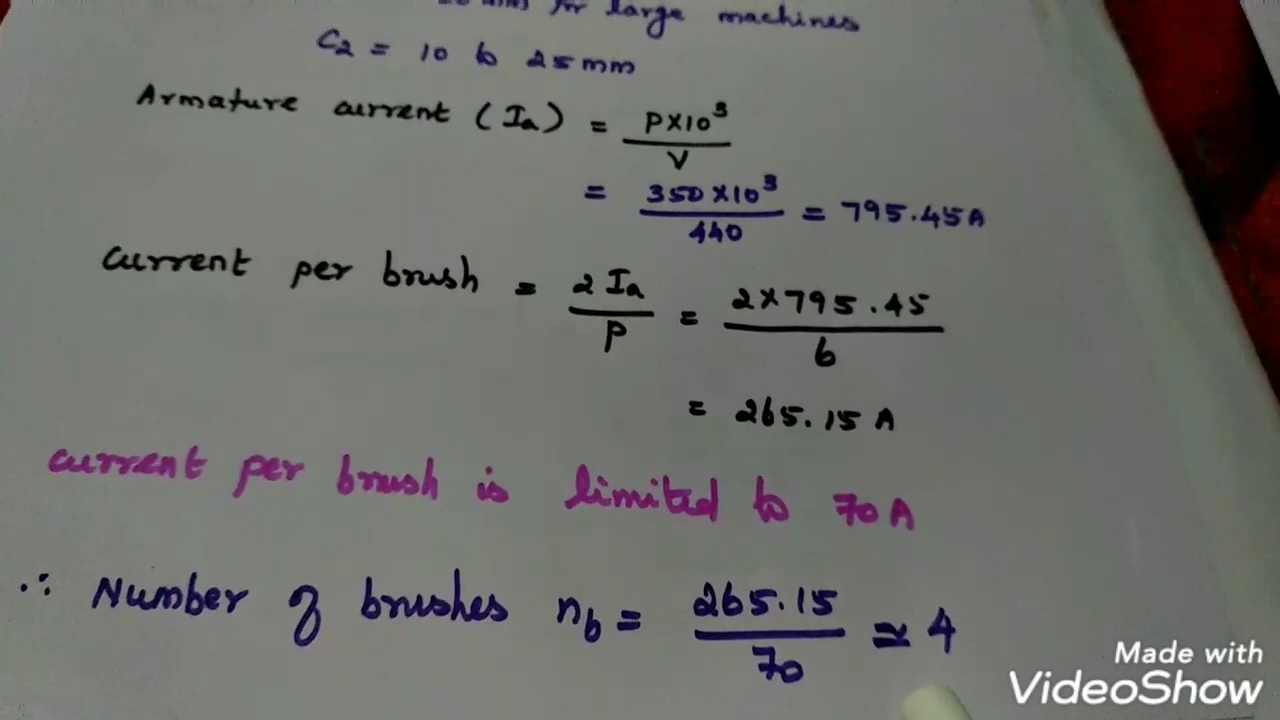 for large machines
C₂ = 10 to 25mm
Armature current (Ia) = P×10³/V
= 350×10³/440 = 795.45A
current per brush = 2Ia/P = 2×795.45/6
= 265.15 A
current per brush is limited to 70A
∴ Number of brushes nb = 265.15/70 ≃ 4
Made with
VideoShow